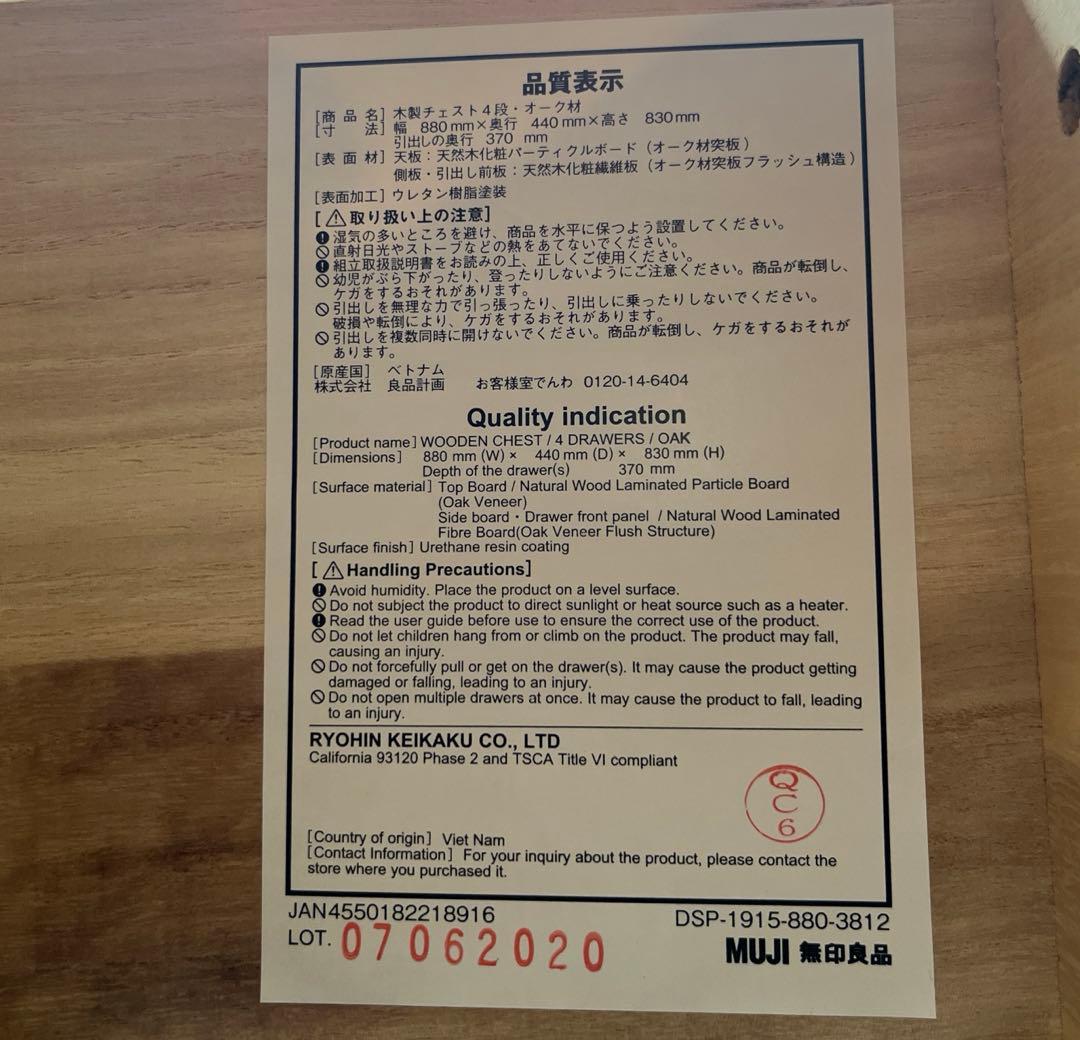 品質表示
[商品名] 木製チェスト4段・オーク材
[寸法] 幅 880mm×奥行 440mm×高さ 830mm
引出しの奥行 370 mm
[表面材] 天板：天然木化粧パーティクルボード（オーク材突板）
側板・引出し前板：天然木化粧繊維板（オーク材突板フラッシュ構造）
[表面加工] ウレタン樹脂塗装
[⚠取り扱い上の注意]
湿気の多いところを避け、商品を水平に保つよう設置してください。
直射日光やストーブなどの熱をあてないでください。
組立取扱説明書をお読みの上、正しくご使用ください。
幼児がぶら下がったり、登ったりしないようにご注意ください。商品が転倒し、
ケガをするおそれがあります。
引出しを無理な力で引っ張ったり、引出しに乗ったりしないでください。
破損や転倒により、ケガをするおそれがあります。
引出しを複数同時に開けないでください。商品が転倒し、ケガをするおそれが
あります。
[原産国] ベトナム
株式会社 良品計画 お客様室でんわ 0120-14-6404
Quality indication
[Product name] WOODEN CHEST / 4 DRAWERS / OAK
[Dimensions] 880 mm (W) × 440 mm (D) × 830 mm (H)
Depth of the drawer(s) 370 mm
[Surface material] Top Board / Natural Wood Laminated Particle Board
(Oak Veneer)
Side board・Drawer front panel / Natural Wood Laminated
Fibre Board(Oak Veneer Flush Structure)
[Surface finish] Urethane resin coating
[⚠Handling Precautions]
Avoid humidity. Place the product on a level surface.
Do not subject the product to direct sunlight or heat source such as a heater.
Read the user guide before use to ensure the correct use of the product.
Do not let children hang from or climb on the product. The product may fall,
causing an injury.
Do not forcefully pull or get on the drawer(s). It may cause the product getting
damaged or falling, leading to an injury.
Do not open multiple drawers at once. It may cause the product to fall, leading
to an injury.
RYOHIN KEIKAKU CO., LTD
California 93120 Phase 2 and TSCA Title VI compliant
Q
C
6
[Country of origin] Viet Nam
[Contact Information] For your inquiry about the product, please contact the
store where you purchased it.
JAN4550182218916 DSP-1915-880-3812
LOT. 07062020 MUJI 無印良品